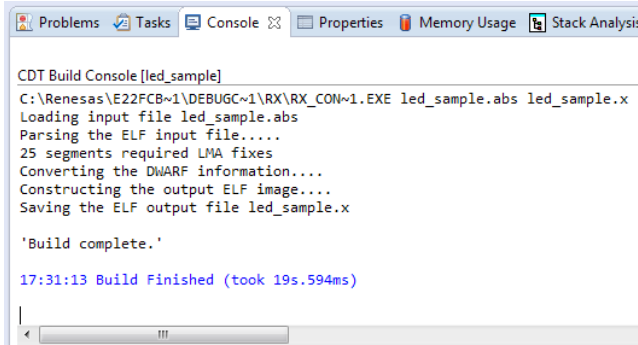 Problems Tasks Console Properties Memory Usage Stack Analysis
CDT Build Console [led_sample]
C:\Renesas\E22FCB~1\DEBUGC~1\RX\RX_CON~1.EXE led_sample.abs led_sample.x
Loading input file led_sample.abs
Parsing the ELF input file.....
25 segments required LMA fixes
Converting the DWARF information....
Constructing the output ELF image....
Saving the ELF output file led_sample.x
'Build complete.'
17:31:13 Build Finished (took 19s.594ms)